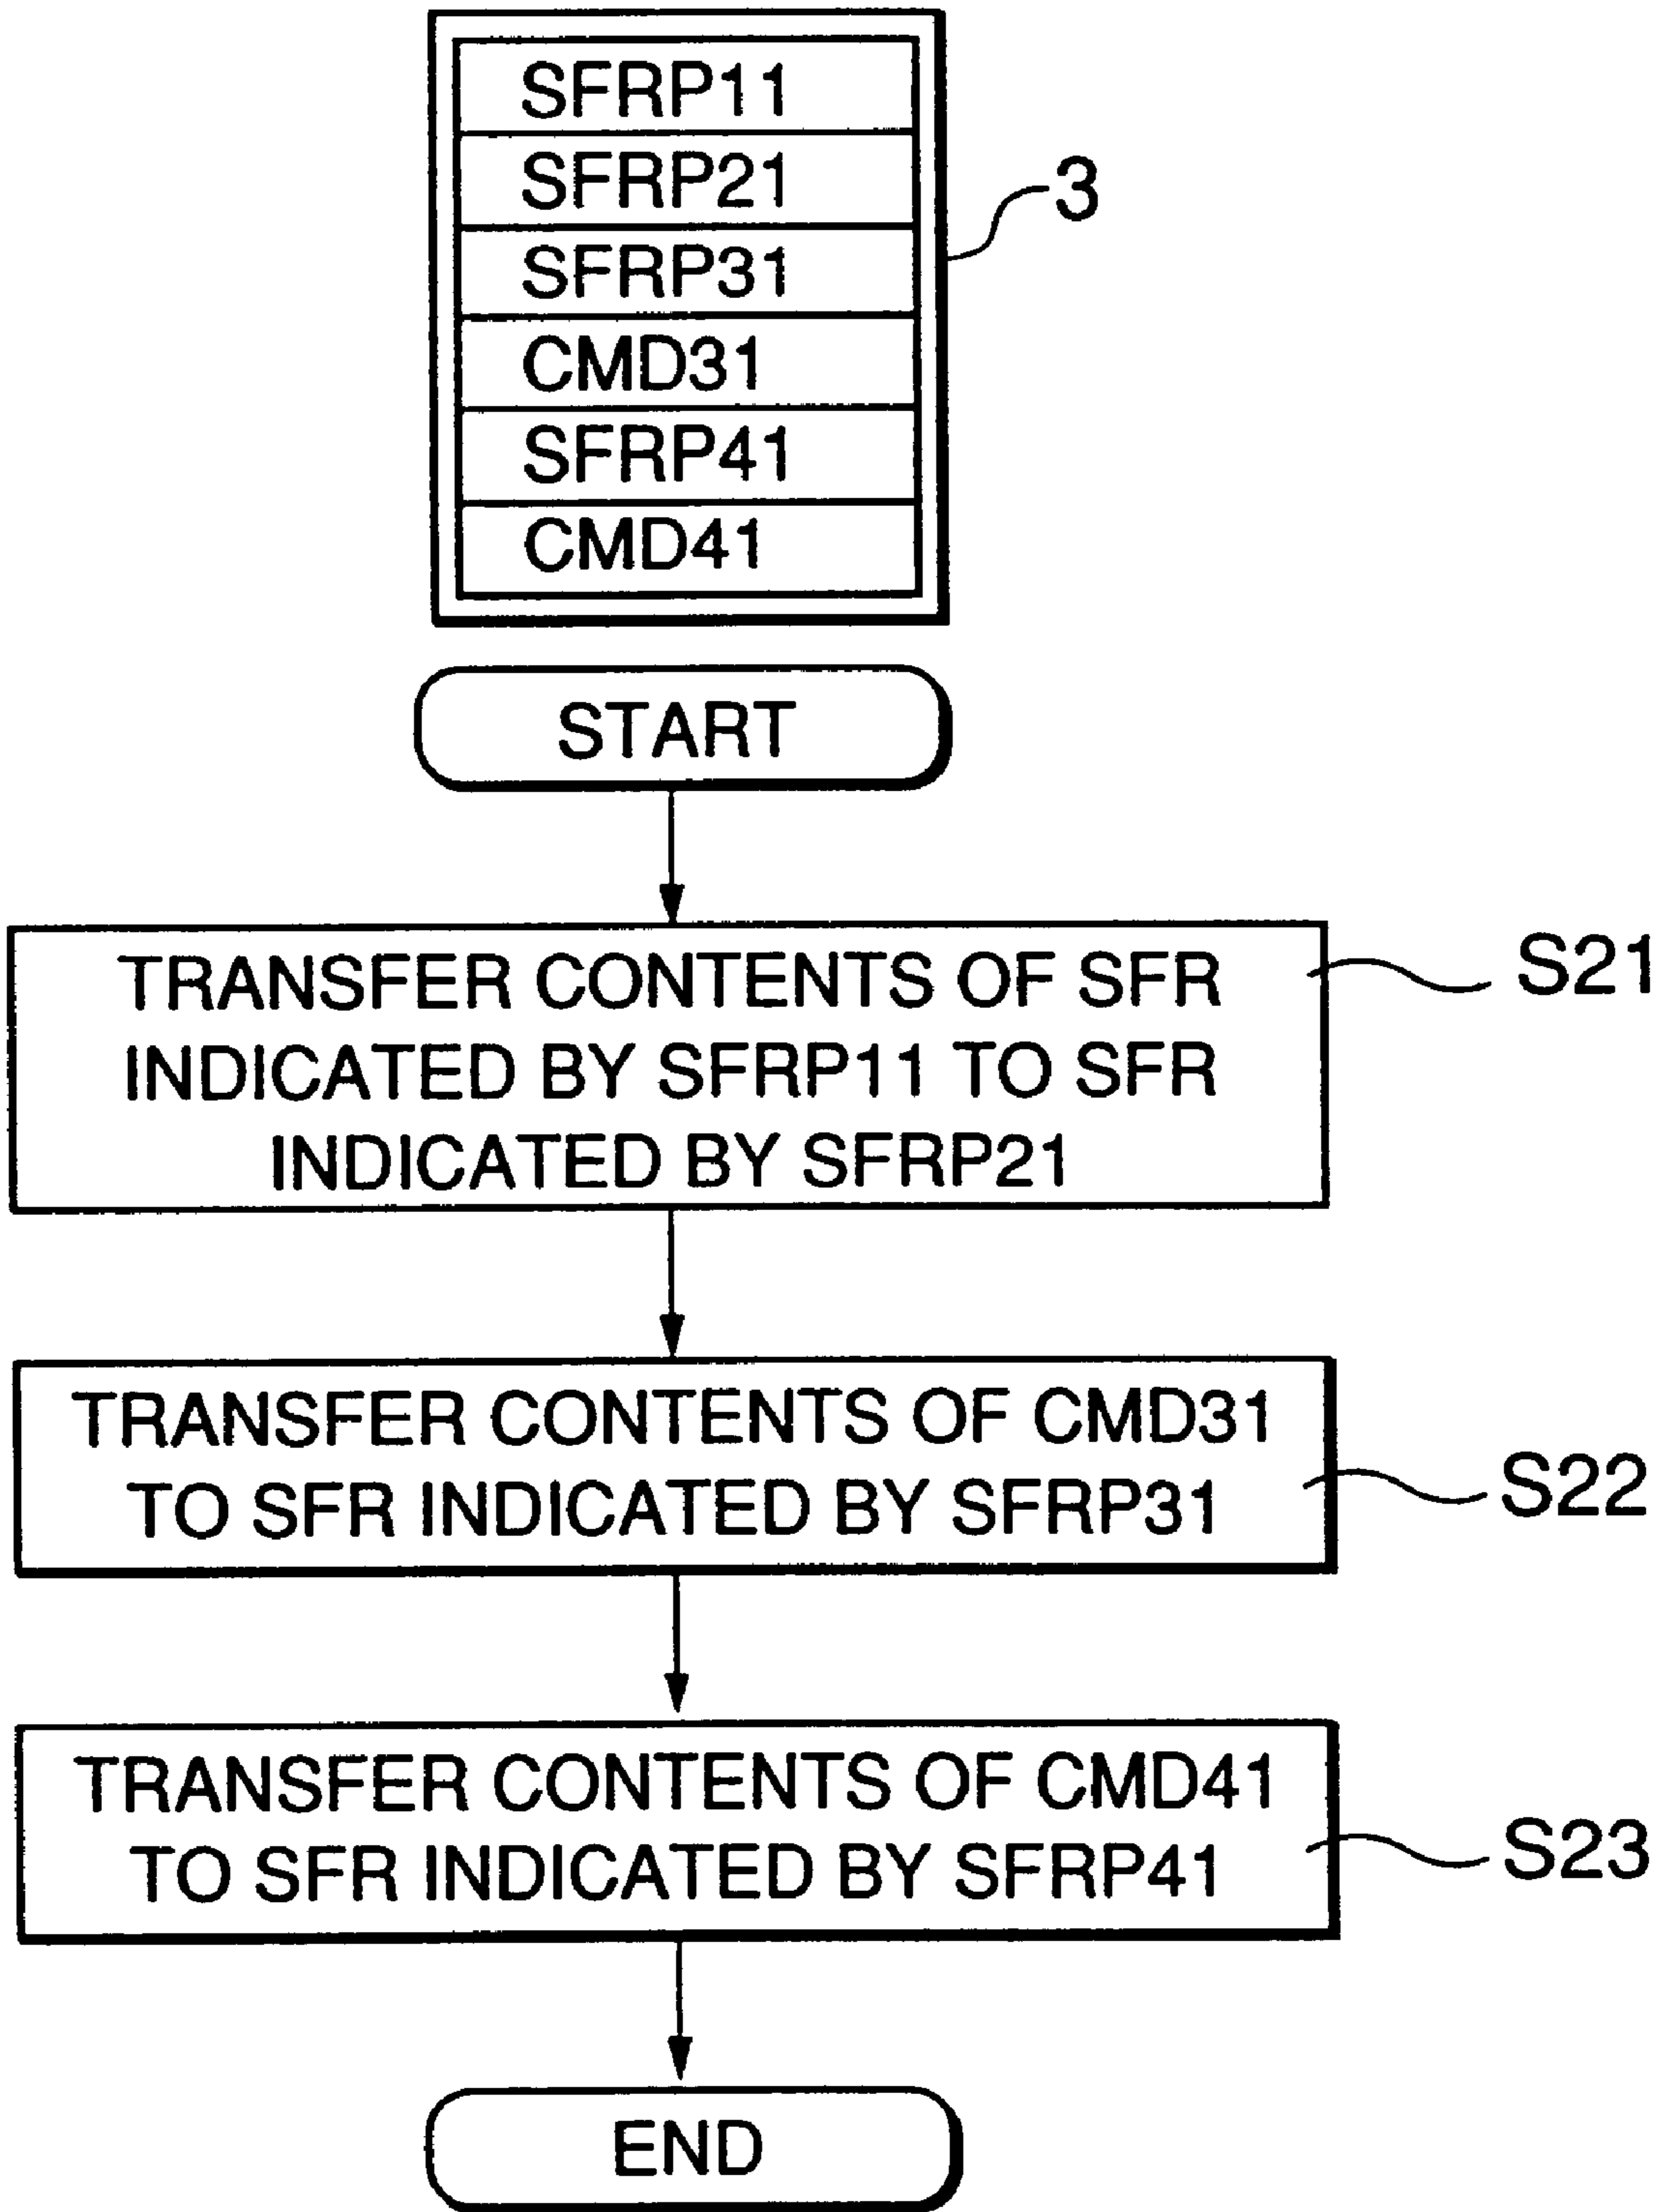 SFRP11
SFRP21
3
SFRP31
CMD31
SFRP41
CMD41
START
TRANSFER CONTENTS OF SFR
INDICATED BY SFRP11 TO SFR
INDICATED BY SFRP21
S21
TRANSFER CONTENTS OF CMD31
TO SFR INDICATED BY SFRP31
S22
TRANSFER CONTENTS OF CMD41
TO SFR INDICATED BY SFRP41
S23
END